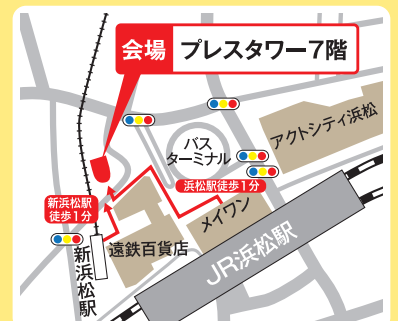 会場 プレスタワー7階
アクトシティ浜松
バス
ターミナル
浜松駅徒歩1分
新浜松駅
徒歩1分
メイワン
遠鉄百貨店
JR浜松駅
新浜松駅